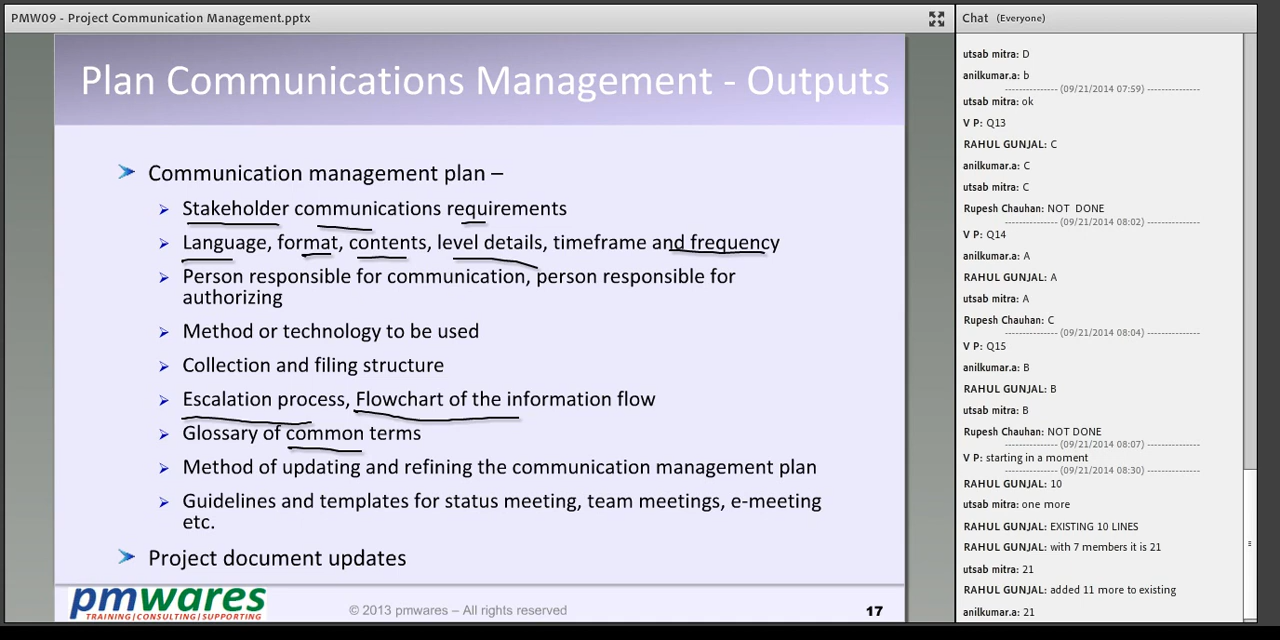 PMW09 - Project Communication Management.pptx
Plan Communications Management - Outputs
Communication management plan –
Stakeholder communications requirements
Language, format, contents, level details, timeframe and frequency
Person responsible for communication, person responsible for
authorizing
Method or technology to be used
Collection and filing structure
Escalation process, Flowchart of the information flow
Glossary of common terms
Method of updating and refining the communication management plan
Guidelines and templates for status meeting, team meetings, e-meeting
etc.
Project document updates
pmwares
TRAINING|CONSULTING|SUPPORTING
© 2013 pmwares – All rights reserved
17
Chat (Everyone)
utsab mitra: D
anilkumar.a: b
--------------- (09/21/2014 07:59) ---------------
utsab mitra: ok
V P: Q13
RAHUL GUNJAL: C
anilkumar.a: C
utsab mitra: C
Rupesh Chauhan: NOT DONE
--------------- (09/21/2014 08:02) ---------------
V P: Q14
anilkumar.a: A
RAHUL GUNJAL: A
utsab mitra: A
Rupesh Chauhan: C
--------------- (09/21/2014 08:04) ---------------
V P: Q15
anilkumar.a: B
RAHUL GUNJAL: B
utsab mitra: B
Rupesh Chauhan: NOT DONE
--------------- (09/21/2014 08:07) ---------------
V P: starting in a moment
--------------- (09/21/2014 08:30) ---------------
RAHUL GUNJAL: 10
utsab mitra: one more
RAHUL GUNJAL: EXISTING 10 LINES
RAHUL GUNJAL: with 7 members it is 21
utsab mitra: 21
RAHUL GUNJAL: added 11 more to existing
anilkumar.a: 21